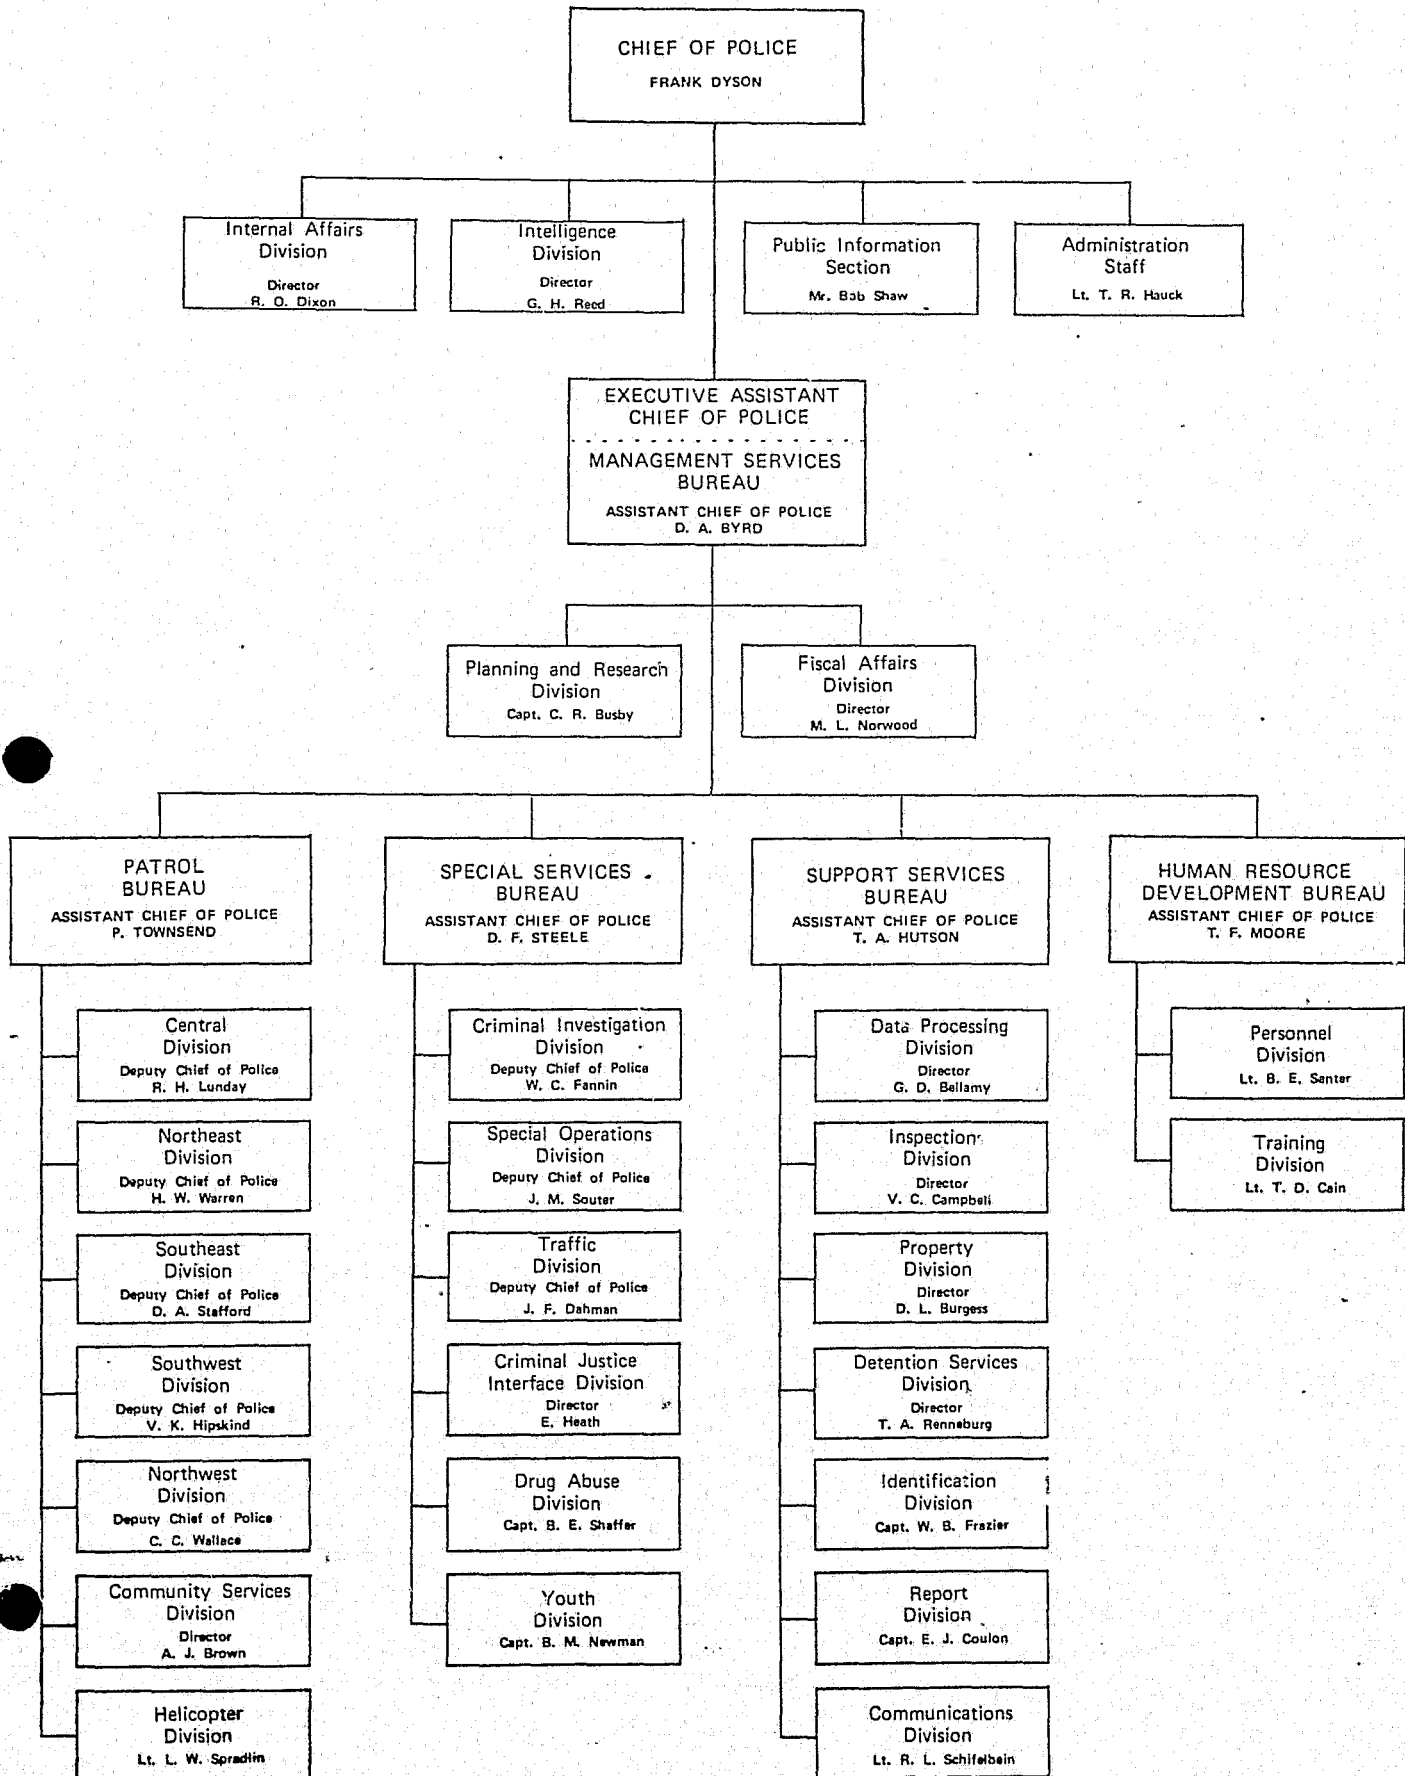 CHIEF OF POLICE
FRANK DYSON
Internal Affairs
Division
Director
R. O. Dixon
Intelligence
Division
Director
G. H. Reed
Public Information
Section
Mr. Bob Shaw
Administration
Staff
Lt. T. R. Hauck
EXECUTIVE ASSISTANT
CHIEF OF POLICE
MANAGEMENT SERVICES
BUREAU
ASSISTANT CHIEF OF POLICE
D. A. BYRD
Planning and Research
Division
Capt. C. R. Busby
Fiscal Affairs
Division
Director
M. L. Norwood
PATROL
BUREAU
ASSISTANT CHIEF OF POLICE
P. TOWNSEND
Central
Division
Deputy Chief of Police
R. H. Lunday
Northeast
Division
Deputy Chief of Police
H. W. Warren
Southeast
Division
Deputy Chief of Police
D. A. Stafford
Southwest
Division
Deputy Chief of Police
V. K. Hipskind
Northwest
Division
Deputy Chief of Police
C. C. Wallace
Community Services
Division
Director
A. J. Brown
Helicopter
Division
Lt. L. W. Spradlin
SPECIAL SERVICES
BUREAU
ASSISTANT CHIEF OF POLICE
D. F. STEELE
Criminal Investigation
Division
Deputy Chief of Police
W. C. Fannin
Special Operations
Division
Deputy Chief of Police
J. M. Souter
Traffic
Division
Deputy Chief of Police
J. F. Dahman
Criminal Justice
Interface Division
Director
E. Heath
Drug Abuse
Division
Capt. B. E. Shaffer
Youth
Division
Capt. B. M. Newman
SUPPORT SERVICES
BUREAU
ASSISTANT CHIEF OF POLICE
T. A. HUTSON
Data Processing
Division
Director
G. D. Bellamy
Inspection
Division
Director
V. C. Campbell
Property
Division
Director
D. L. Burgess
Detention Services
Division
Director
T. A. Renneburg
Identification
Division
Capt. W. B. Frazier
Report
Division
Capt. E. J. Coulon
Communications
Division
Lt. R. L. Schifelbein
HUMAN RESOURCE
DEVELOPMENT BUREAU
ASSISTANT CHIEF OF POLICE
T. F. MOORE
Personnel
Division
Lt. B. E. Santer
Training
Division
Lt. T. D. Cain